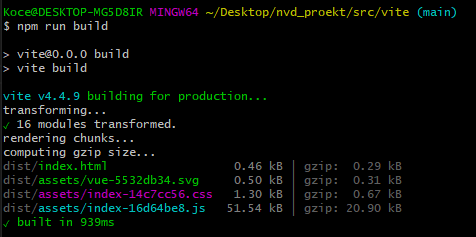 Koce@DESKTOP-MG5D8IR MINGW64 ~/Desktop/nvd_proekt/src/vite (main)
$ npm run build
> vite@0.0.0 build
> vite build
vite v4.4.9 building for production...
transforming...
✓ 16 modules transformed.
rendering chunks...
computing gzip size...
dist/index.html 0.46 kB │ gzip: 0.29 kB
dist/assets/vue-5532db34.svg 0.50 kB │ gzip: 0.31 kB
dist/assets/index-14c7cc56.css 1.30 kB │ gzip: 0.67 kB
dist/assets/index-16d64be8.js 51.54 kB │ gzip: 20.90 kB
✓ built in 939ms